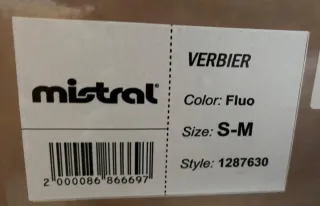 mistral
2 000086 866697
VERBIER
Color: Fluo
Size: S-M
Style: 1287630